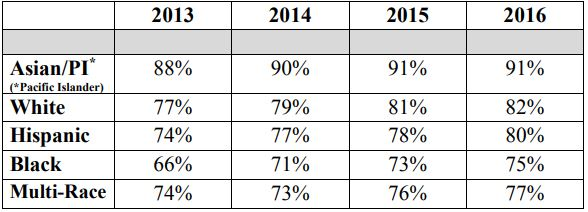 2013 2014 2015 2016
Asian/PI* 88% 90% 91% 91%
(*Pacific Islander)
White 77% 79% 81% 82%
Hispanic 74% 77% 78% 80%
Black 66% 71% 73% 75%
Multi-Race 74% 73% 76% 77%